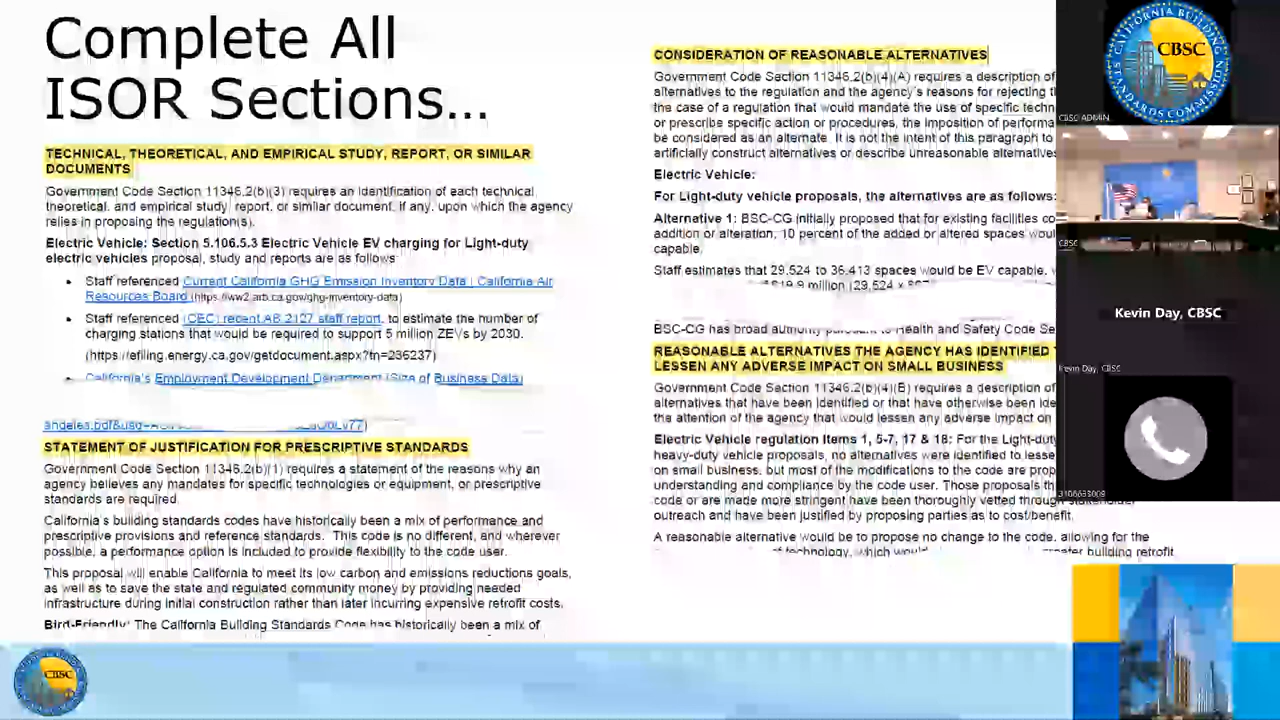 Complete All
ISOR Sections...
TECHNICAL, THEORETICAL, AND EMPIRICAL STUDY, REPORT, OR SIMILAR
DOCUMENTS
Government Code Section 11346.2(b)(3) requires an identification of each technical,
theoretical, and empirical study, report, or similar document, if any, upon which the agency
relies in proposing the regulation(s).
Electric Vehicle: Section 5.106.5.3 Electric Vehicle EV charging for Light-duty
electric vehicles proposal, study and reports are as follows
• Staff referenced Current California GHG Emission Inventory Data | California Air
Resources Board (https://ww2.arb.ca.gov/ghg-inventory-data)
• Staff referenced (CEC) recent AB 2127 staff report, to estimate the number of
charging stations that would be required to support 5 million ZEVs by 2030.
(https://efiling.energy.ca.gov/getdocument.aspx?tn=236237)
• California's Employment Development Department (Size of Business Data)
STATEMENT OF JUSTIFICATION FOR PRESCRIPTIVE STANDARDS
Government Code Section 11346.2(b)(1) requires a statement of the reasons why an
agency believes any mandates for specific technologies or equipment, or prescriptive
standards are required.
California's building standards codes have historically been a mix of performance and
prescriptive provisions and reference standards. This code is no different, and wherever
possible, a performance option is included to provide flexibility to the code user.
This proposal will enable California to meet its low carbon and emissions reductions goals,
as well as to save the state and regulated community money by providing needed
infrastructure during initial construction rather than later incurring expensive retrofit costs.
Bird-Friendly: The California Building Standards Code has historically been a mix of
CONSIDERATION OF REASONABLE ALTERNATIVES
Government Code Section 11346.2(b)(4)(A) requires a description of
alternatives to the regulation and the agency's reasons for rejecting
the case of a regulation that would mandate the use of specific
or prescribe specific action or procedures, the imposition of
be considered as an alternate. It is not the intent of this paragraph to
artificially construct alternatives or describe unreasonable alternatives
Electric Vehicle:
For Light-duty vehicle proposals, the alternatives are as follows:
Alternative 1: BSC-CG initially proposed that for existing facilities
addition or alteration, 10 percent of the added or altered spaces would
capable.
Staff estimates that 29,524 to 36,413 spaces would be EV capable,
BSC-CG has broad authority pursuant to Health and Safety Code
REASONABLE ALTERNATIVES THE AGENCY HAS IDENTIFIED
LESSEN ANY ADVERSE IMPACT ON SMALL BUSINESS
Government Code Section 11346.2(b)(4)(B) requires a description of
alternatives that have been identified or that have otherwise been
the attention of the agency that would lessen any adverse impact on
Electric Vehicle regulation Items 1, 5-7, 17 & 18: For the Light-duty
heavy-duty vehicle proposals, no alternatives were identified to
on small business, but most of the modifications to the code are
understanding and compliance by the code user. Those proposals
code or are made more stringent have been thoroughly vetted through stakeholder
outreach and have been justified by proposing parties as to cost/benefit.
A reasonable alternative would be to propose no change to the code, allowing for the
of technology, which would greater building retrofit
CALIFORNIA BUILDING
STANDARDS COMMISSION
CBSC
CBSC ADMIN
CBSC
Kevin Day, CBSC
Kevin Day, CBSC
CBSC